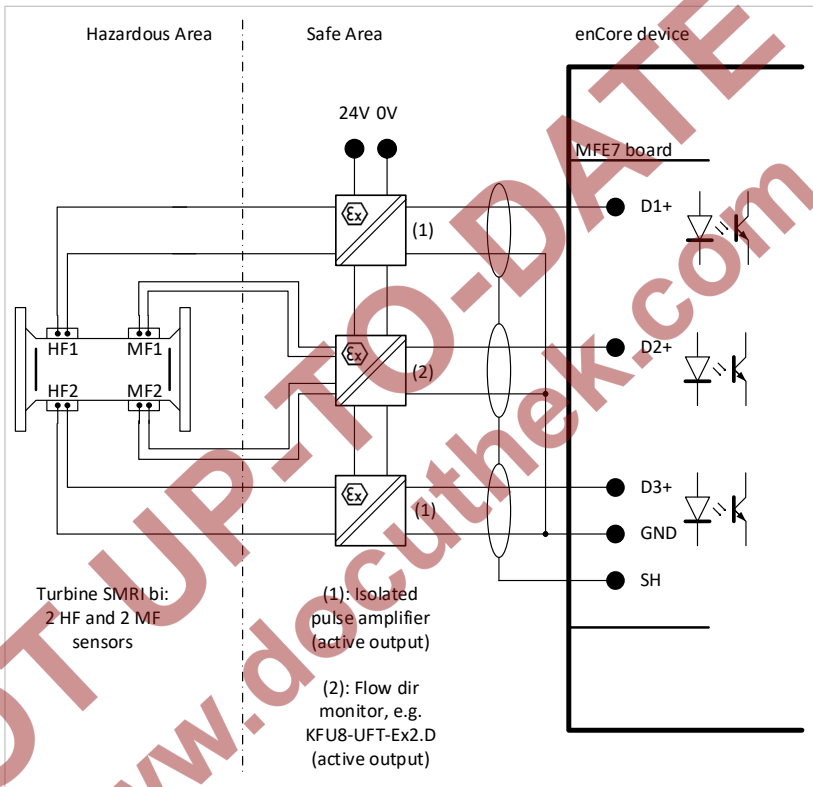 Hazardous Area
Safe Area
enCore device
24V 0V
MFE7 board
Ex
(1)
D1+
HF1
MF1
HF2
MF2
Ex
(2)
D2+
Ex
(1)
D3+
GND
SH
Turbine SMRI bi:
2 HF and 2 MF
sensors
(1): Isolated
pulse amplifier
(active output)
(2): Flow dir
monitor, e.g.
KFU8-UFT-Ex2.D
(active output)
OT UP-TO-DATE
ww.docuthek.com